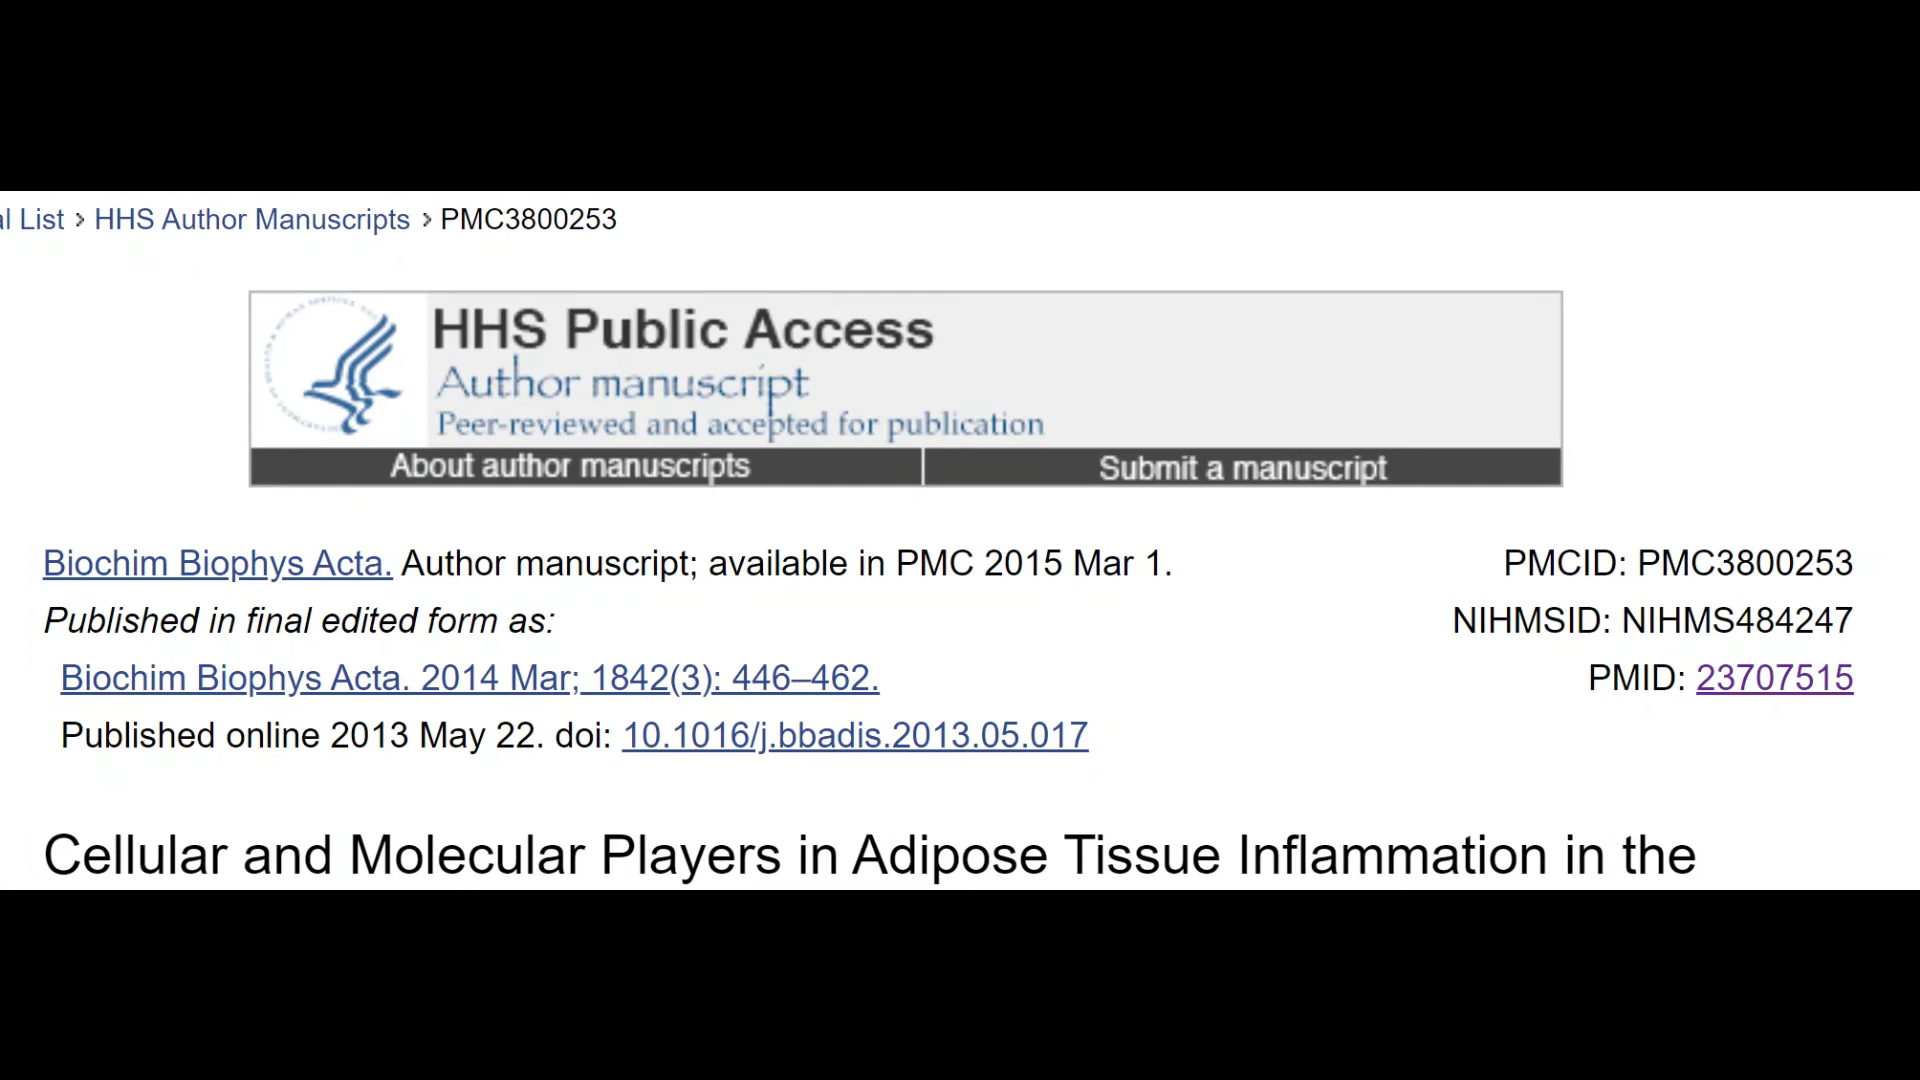 al List › HHS Author Manuscripts › PMC3800253
HHS Public Access
Author manuscript
Peer-reviewed and accepted for publication
About author manuscripts
Submit a manuscript
Biochim Biophys Acta. Author manuscript; available in PMC 2015 Mar 1.
PMCID: PMC3800253
Published in final edited form as:
NIHMSID: NIHMS484247
Biochim Biophys Acta. 2014 Mar; 1842(3): 446–462.
PMID: 23707515
Published online 2013 May 22. doi: 10.1016/j.bbadis.2013.05.017
Cellular and Molecular Players in Adipose Tissue Inflammation in the